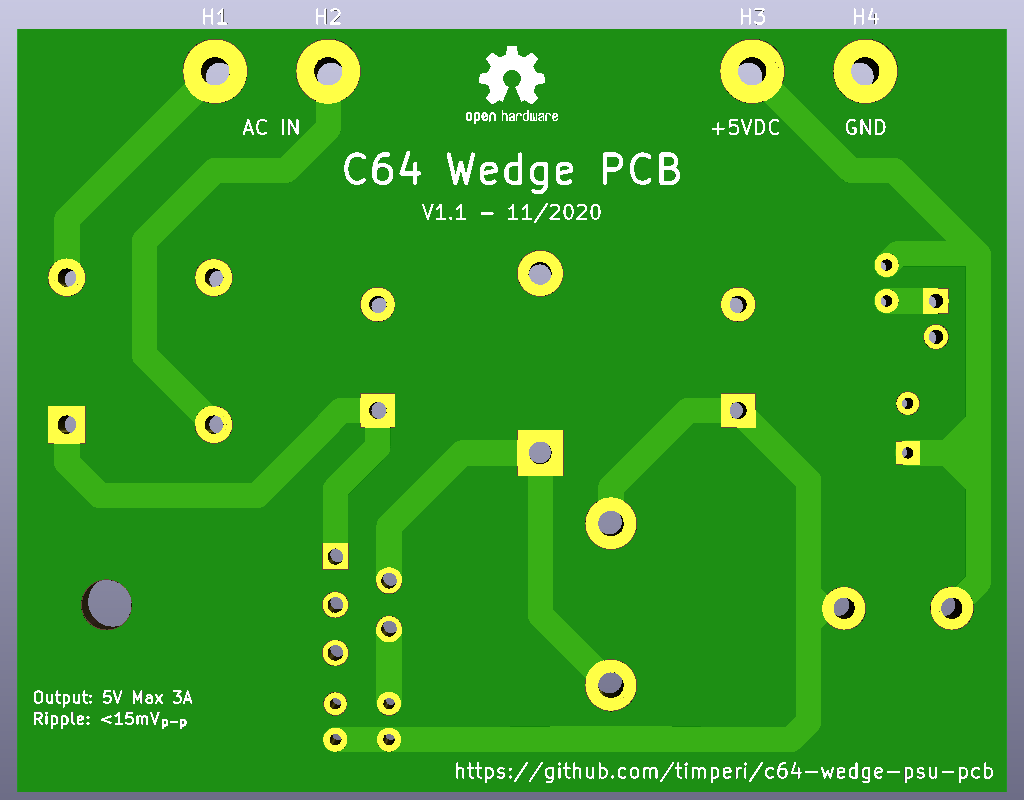 H1 H2 H3 H4
open hardware
AC IN +5VDC GND
C64 Wedge PCB
V1.1 - 11/2020
Output: 5V Max 3A
Ripple: <15mVp-p
https://github.com/timperi/c64-wedge-psu-pcb